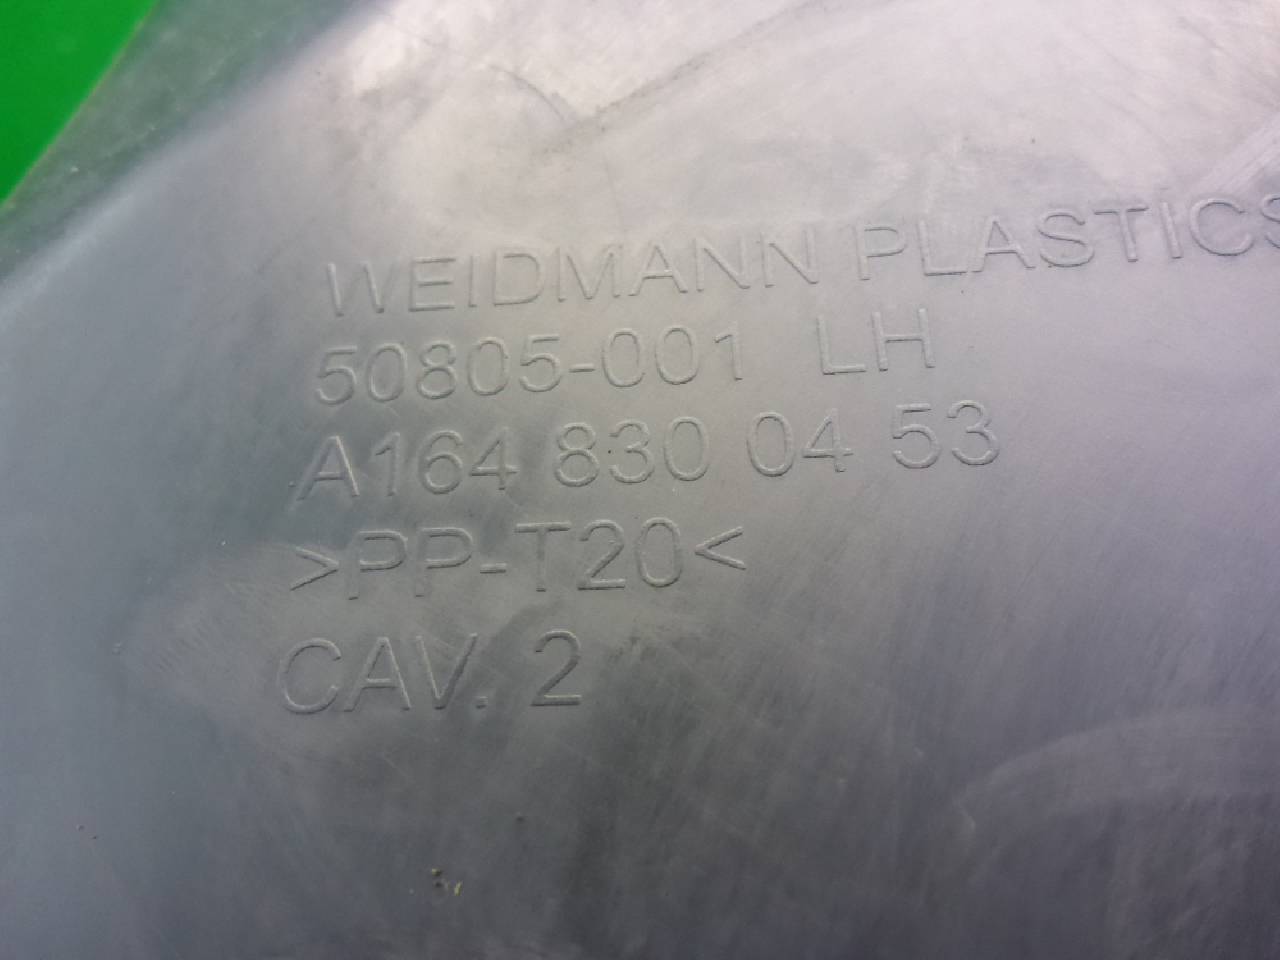 WEIDMANN PLASTICS
50805-001 LH
A164 830 04 53
>PP-T20<
CAV. 2